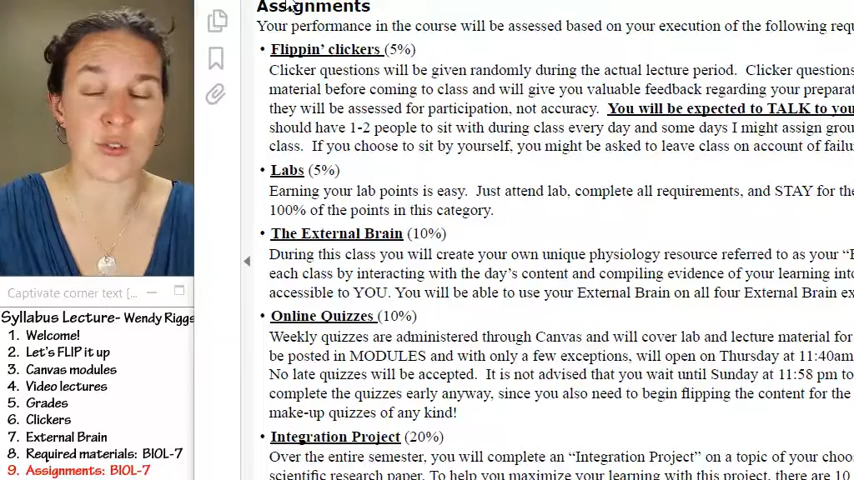 Assignments
Your performance in the course will be assessed based on your execution of the following requ
• Flippin' clickers (5%)
Clicker questions will be given randomly during the actual lecture period. Clicker questions
material before coming to class and will give you valuable feedback regarding your preparat
they will be assessed for participation, not accuracy. You will be expected to TALK to you
should have 1-2 people to sit with during class every day and some days I might assign grou
class. If you choose to sit by yourself, you might be asked to leave class on account of failu
• Labs (5%)
Earning your lab points is easy. Just attend lab, complete all requirements, and STAY for the
100% of the points in this category.
• The External Brain (10%)
During this class you will create your own unique physiology resource referred to as your “E
each class by interacting with the day's content and compiling evidence of your learning into
accessible to YOU. You will be able to use your External Brain on all four External Brain ex
• Online Quizzes (10%)
Weekly quizzes are administered through Canvas and will cover lab and lecture material for
be posted in MODULES and with only a few exceptions, will open on Thursday at 11:40am
No late quizzes will be accepted. It is not advised that you wait until Sunday at 11:58 pm to
complete the quizzes early anyway, since you also need to begin flipping the content for the
make-up quizzes of any kind!
• Integration Project (20%)
Over the entire semester, you will complete an “Integration Project” on a topic of your choo
scientific research paper. To help you maximize your learning with this project, there are 10
Captivate corner text [...
Syllabus Lecture- Wendy Riggs
1. Welcome!
2. Let's FLIP it up
3. Canvas modules
4. Video lectures
5. Grades
6. Clickers
7. External Brain
8. Required materials: BIOL-7
9. Assignments: BIOL-7